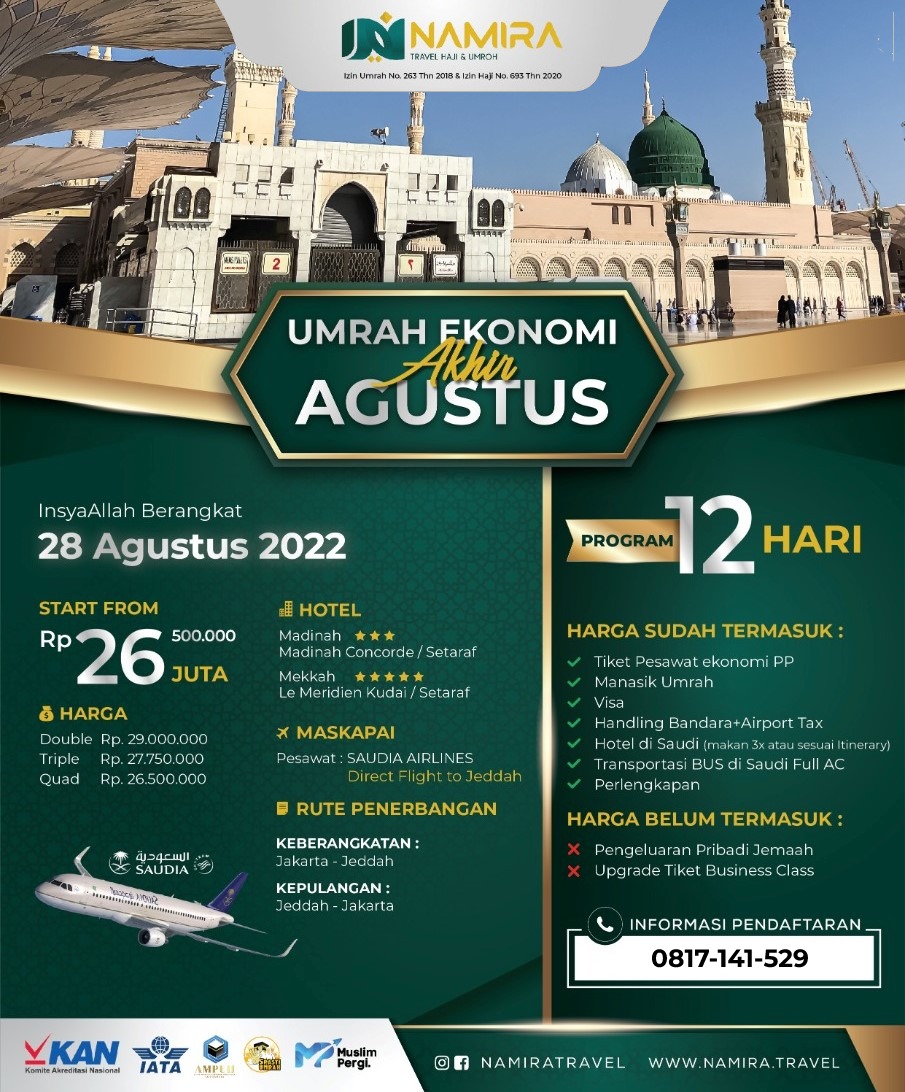 NAMIRA
TRAVEL HAJI & UMROH
Izin Umrah No. 263 Thn 2018 & Izin Haji No. 693 Thn 2020
2
٢
UMRAH EKONOMI
Akhir
AGUSTUS
InsyaAllah Berangkat
28 Agustus 2022
START FROM
Rp 26 500.000
JUTA
HARGA
Double Rp. 29.000.000
Triple Rp. 27.750.000
Quad Rp. 26.500.000
السعودية
SAUDIA
HOTEL
Madinah
Madinah Concorde / Setaraf
Mekkah
Le Meridien Kudai / Setaraf
MASKAPAI
Pesawat : SAUDIA AIRLINES
Direct Flight to Jeddah
RUTE PENERBANGAN
KEBERANGKATAN :
Jakarta - Jeddah
KEPULANGAN :
Jeddah - Jakarta
PROGRAM 12 HARI
HARGA SUDAH TERMASUK :
Tiket Pesawat ekonomi PP
Manasik Umrah
Visa
Handling Bandara+Airport Tax
Hotel di Saudi (makan 3x atau sesuai Itinerary)
Transportasi BUS di Saudi Full AC
Perlengkapan
HARGA BELUM TERMASUK :
Pengeluaran Pribadi Jemaah
Upgrade Tiket Business Class
INFORMASI PENDAFTARAN
0817-141-529
KAN
Komite Akreditasi Nasional
IATA
AMPUH
5 PASTI UMRAH
Muslim
Pergi.
NAMIRATRAVEL WWW.NAMIRA.TRAVEL